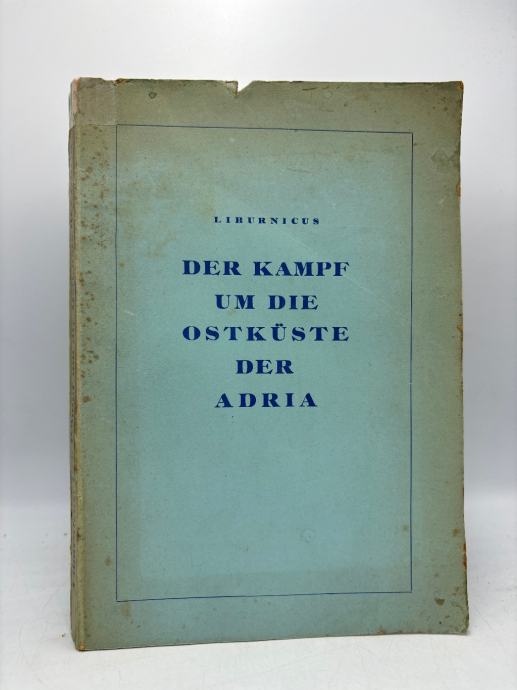 LIBURNICUS
DER KAMPF
UM DIE
OSTKÜSTE
DER
ADRIA